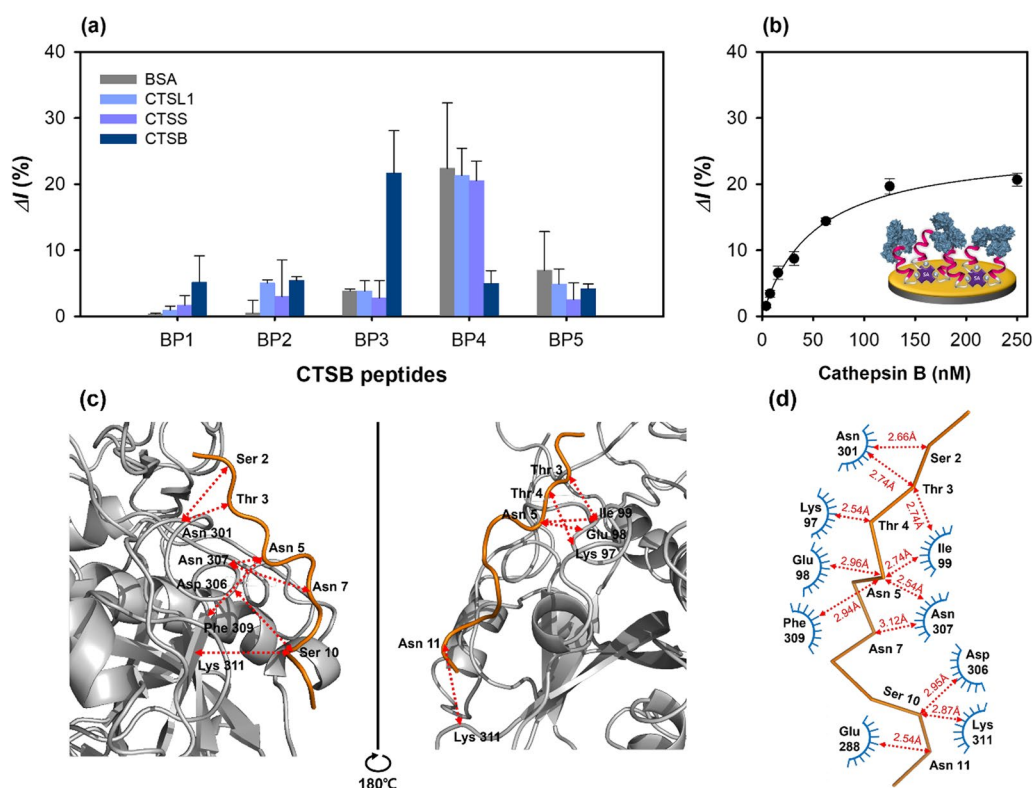 (a)
40
30
20
10
0
ΔI (%)
BSA
CTSL1
CTSS
CTSB
BP1 BP2 BP3 BP4 BP5
CTSB peptides
(b)
40
30
20
10
0
ΔI (%)
SA SA
0 50 100 150 200 250
Cathepsin B (nM)
(c)
Ser 2
Thr 3
Asn 301
Asn 5
Asn 307
Asp 306
Asn 7
Phe 309
Ser 10
Lys 311
180℃
Thr 3
Thr 4
Asn 5
Ile 99
Glu 98
Lys 97
Asn 11
Lys 311
(d)
Asn
301
2.66Å
Ser 2
2.74Å
Thr 3
Lys
97
2.54Å
Thr 4
2.74Å
Ile
99
Glu
98
2.96Å
2.74Å
Asn 5
2.54Å
Phe
309
2.94Å
Asn
307
3.12Å
Asn 7
Asp
306
2.95Å
Ser 10
2.87Å
Lys
311
Glu
288
2.54Å
Asn 11